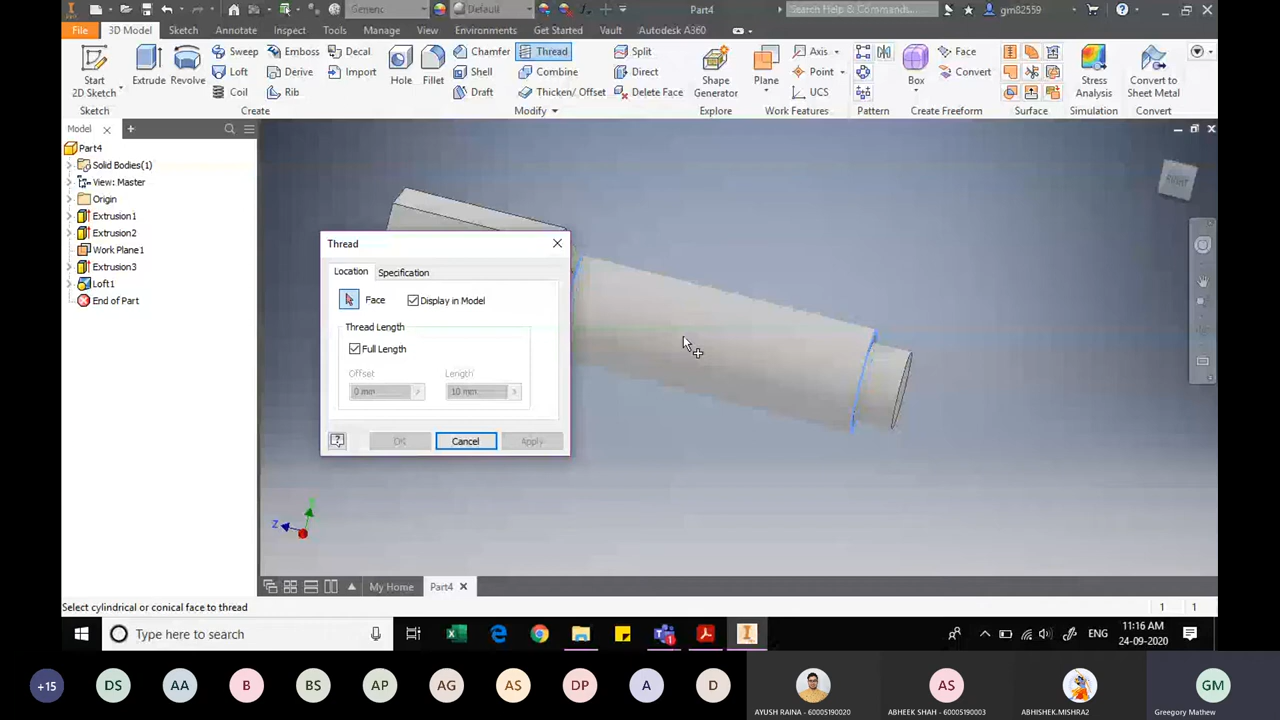 Generic
Default
Part4
Search Help & Commands...
gm82559
File
3D Model
Sketch
Annotate
Inspect
Tools
Manage
View
Environments
Get Started
Vault
Autodesk A360
Start
2D Sketch
Extrude
Revolve
Sweep
Loft
Coil
Emboss
Derive
Rib
Decal
Import
Hole
Fillet
Chamfer
Shell
Draft
Thread
Combine
Thicken/ Offset
Split
Direct
Delete Face
Shape
Generator
Plane
Axis
Point
UCS
Box
Face
Convert
Stress
Analysis
Convert to
Sheet Metal
Sketch
Create
Modify
Explore
Work Features
Pattern
Create Freeform
Surface
Simulation
Convert
Model
Part4
Solid Bodies(1)
View: Master
Origin
Extrusion1
Extrusion2
Work Plane1
Extrusion3
Loft1
End of Part
RIGHT
Thread
Location
Specification
Face
Display in Model
Thread Length
Full Length
Offset
Length
0 mm
10 mm
OK
Cancel
Apply
Z
My Home
Part4
Select cylindrical or conical face to thread
1
1
Type here to search
ENG
11:16 AM
24-09-2020
+15
DS
AA
B
BS
AP
AG
AS
DP
A
D
AYUSH RAINA - 60005190020
AS
ABHEEK SHAH - 60005190003
ABHISHEK.MISHRA2
GM
Greegory Mathew